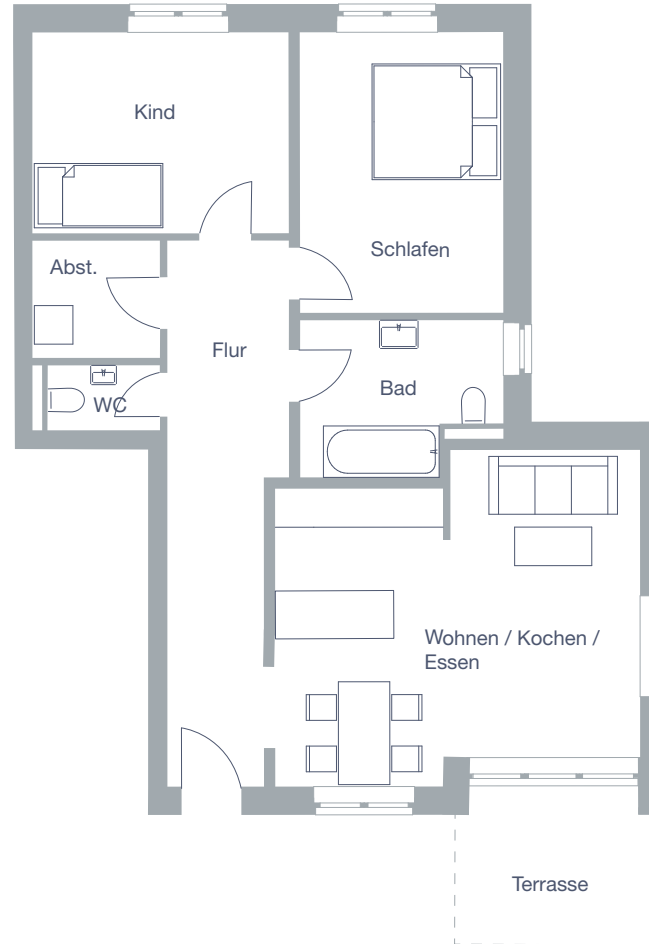 Kind
Schlafen
Abst.
Flur
Bad
WC
Wohnen / Kochen /
Essen
Terrasse